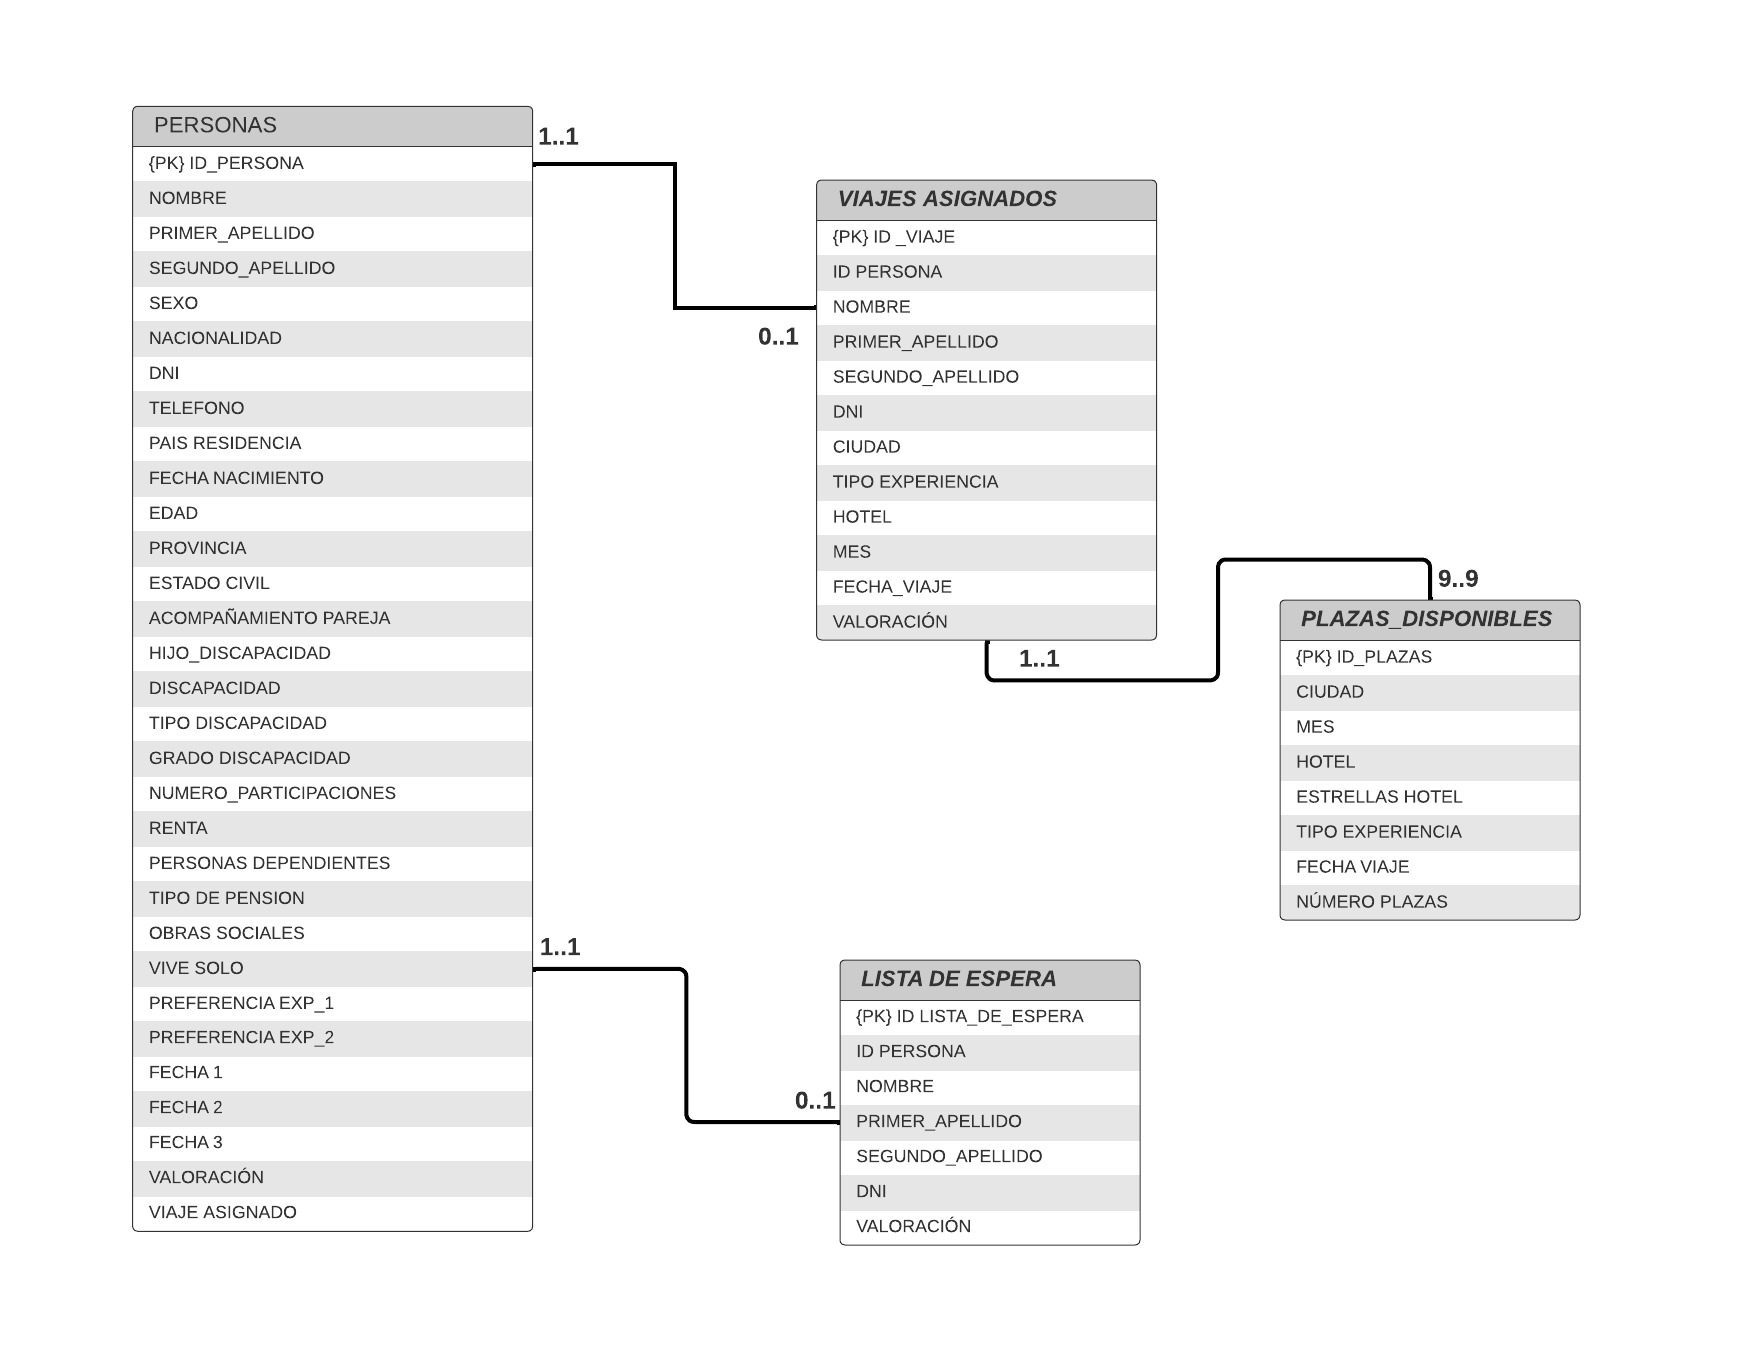 PERSONAS
{PK} ID_PERSONA
NOMBRE
PRIMER_APELLIDO
SEGUNDO_APELLIDO
SEXO
NACIONALIDAD
DNI
TELEFONO
PAIS RESIDENCIA
FECHA NACIMIENTO
EDAD
PROVINCIA
ESTADO CIVIL
ACOMPAÑAMIENTO PAREJA
HIJO_DISCAPACIDAD
DISCAPACIDAD
TIPO DISCAPACIDAD
GRADO DISCAPACIDAD
NUMERO_PARTICIPACIONES
RENTA
PERSONAS DEPENDIENTES
TIPO DE PENSION
OBRAS SOCIALES
VIVE SOLO
PREFERENCIA EXP_1
PREFERENCIA EXP_2
FECHA 1
FECHA 2
FECHA 3
VALORACIÓN
VIAJE ASIGNADO
1..1
0..1
VIAJES ASIGNADOS
{PK} ID _VIAJE
ID PERSONA
NOMBRE
PRIMER_APELLIDO
SEGUNDO_APELLIDO
DNI
CIUDAD
TIPO EXPERIENCIA
HOTEL
MES
FECHA_VIAJE
VALORACIÓN
1..1
9..9
PLAZAS_DISPONIBLES
{PK} ID_PLAZAS
CIUDAD
MES
HOTEL
ESTRELLAS HOTEL
TIPO EXPERIENCIA
FECHA VIAJE
NÚMERO PLAZAS
1..1
0..1
LISTA DE ESPERA
{PK} ID LISTA_DE_ESPERA
ID PERSONA
NOMBRE
PRIMER_APELLIDO
SEGUNDO_APELLIDO
DNI
VALORACIÓN